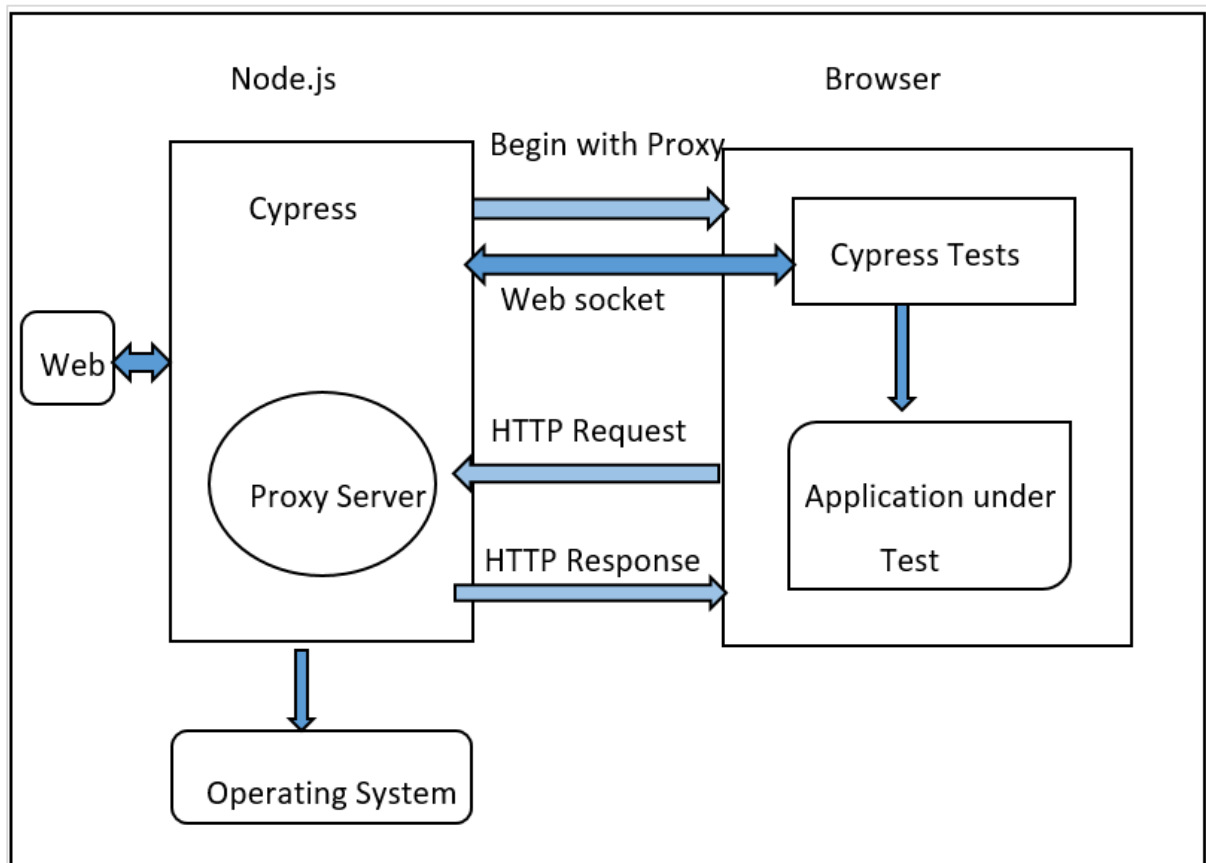 Node.js
Browser
Begin with Proxy
Cypress
Cypress Tests
Web socket
Web
HTTP Request
Proxy Server
Application under
Test
HTTP Response
Operating System